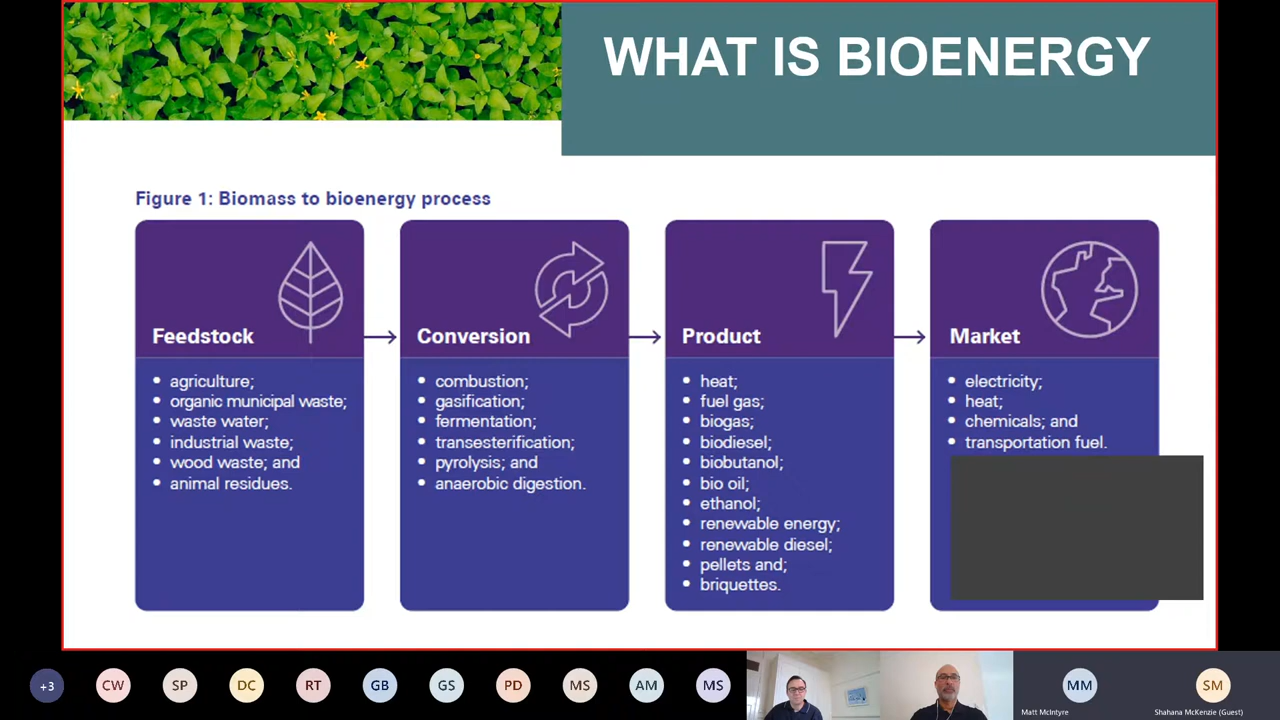 WHAT IS BIOENERGY
Figure 1: Biomass to bioenergy process
Feedstock
• agriculture;
• organic municipal waste;
• waste water;
• industrial waste;
• wood waste; and
• animal residues.
Conversion
• combustion;
• gasification;
• fermentation;
• transesterification;
• pyrolysis; and
• anaerobic digestion.
Product
• heat;
• fuel gas;
• biogas;
• biodiesel;
• biobutanol;
• bio oil;
• ethanol;
• renewable energy;
• renewable diesel;
• pellets and;
• briquettes.
Market
• electricity;
• heat;
• chemicals; and
• transportation fuel.
+3
CW
SP
DC
RT
GB
GS
PD
MS
AM
MS
MM
Matt McIntyre
SM
Shahana McKenzie (Guest)